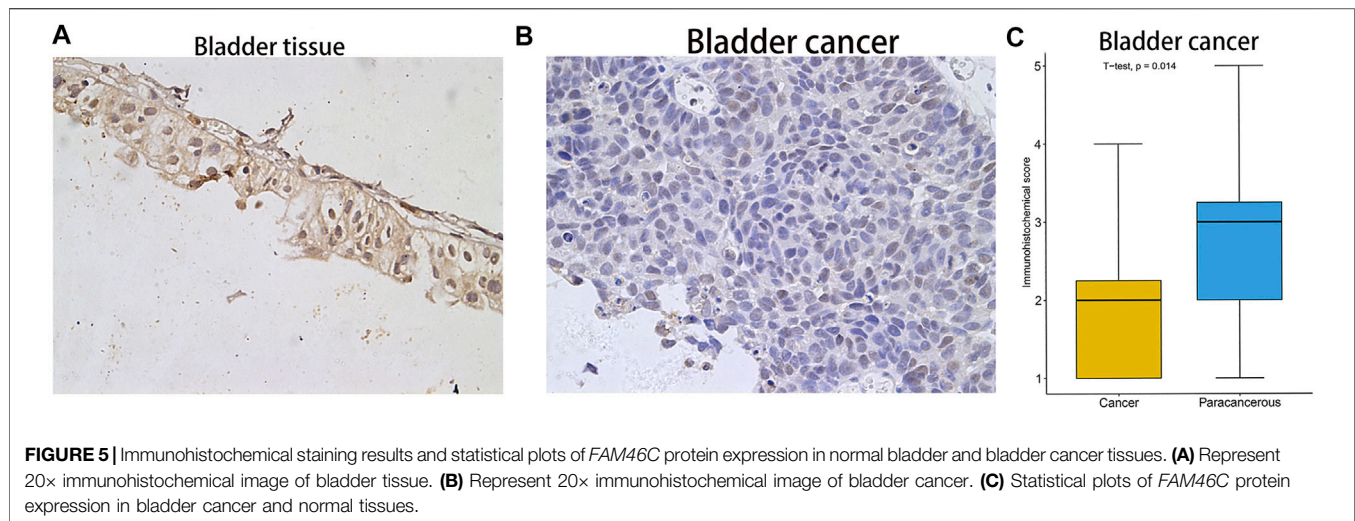 A
Bladder tissue
B
Bladder cancer
C
Bladder cancer
T-test, p = 0.014
Immunohistochemical score
5
4
3
2
1
Cancer
Paracancerous
FIGURE 5 | Immunohistochemical staining results and statistical plots of FAM46C protein expression in normal bladder and bladder cancer tissues. (A) Represent
20× immunohistochemical image of bladder tissue. (B) Represent 20× immunohistochemical image of bladder cancer. (C) Statistical plots of FAM46C protein
expression in bladder cancer and normal tissues.